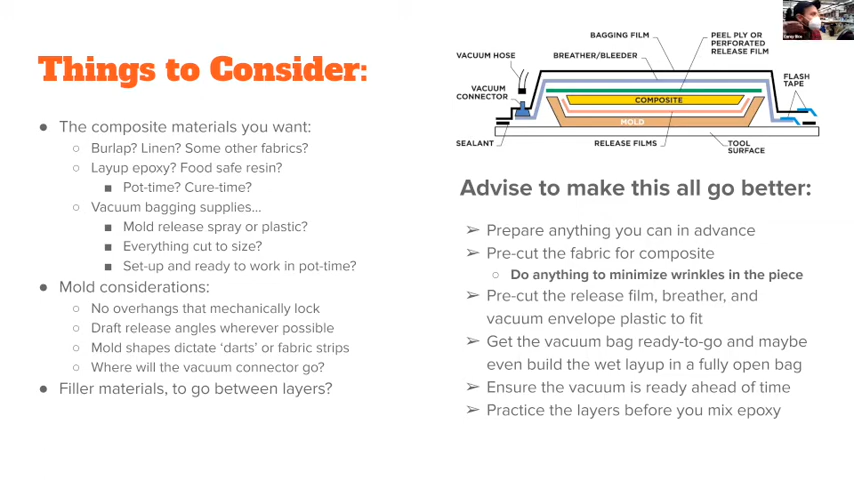 Things to Consider:
● The composite materials you want:
○ Burlap? Linen? Some other fabrics?
○ Layup epoxy? Food safe resin?
■ Pot-time? Cure-time?
○ Vacuum bagging supplies...
■ Mold release spray or plastic?
■ Everything cut to size?
■ Set-up and ready to work in pot-time?
● Mold considerations:
○ No overhangs that mechanically lock
○ Draft release angles wherever possible
○ Mold shapes dictate ‘darts’ or fabric strips
○ Where will the vacuum connector go?
● Filler materials, to go between layers?
BAGGING FILM
PEEL PLY OR
PERFORATED
RELEASE FILM
VACUUM HOSE
BREATHER/BLEEDER
FLASH
TAPE
VACUUM
CONNECTOR
COMPOSITE
MOLD
SEALANT
RELEASE FILMS
TOOL
SURFACE
Advise to make this all go better:
➢ Prepare anything you can in advance
➢ Pre-cut the fabric for composite
○ Do anything to minimize wrinkles in the piece
➢ Pre-cut the release film, breather, and
vacuum envelope plastic to fit
➢ Get the vacuum bag ready-to-go and maybe
even build the wet layup in a fully open bag
➢ Ensure the vacuum is ready ahead of time
➢ Practice the layers before you mix epoxy